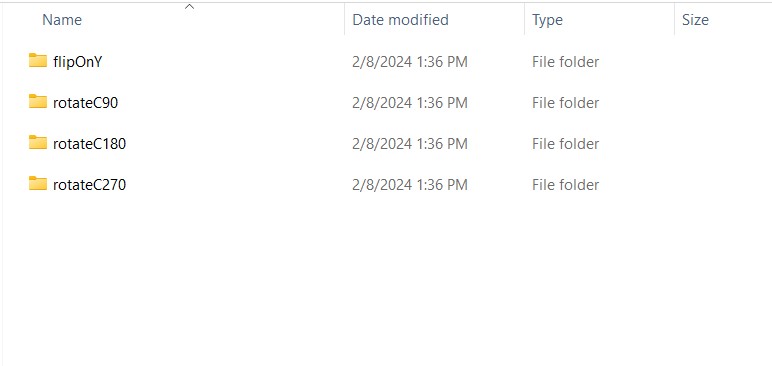 Name Date modified Type Size
flipOnY 2/8/2024 1:36 PM File folder
rotateC90 2/8/2024 1:36 PM File folder
rotateC180 2/8/2024 1:36 PM File folder
rotateC270 2/8/2024 1:36 PM File folder